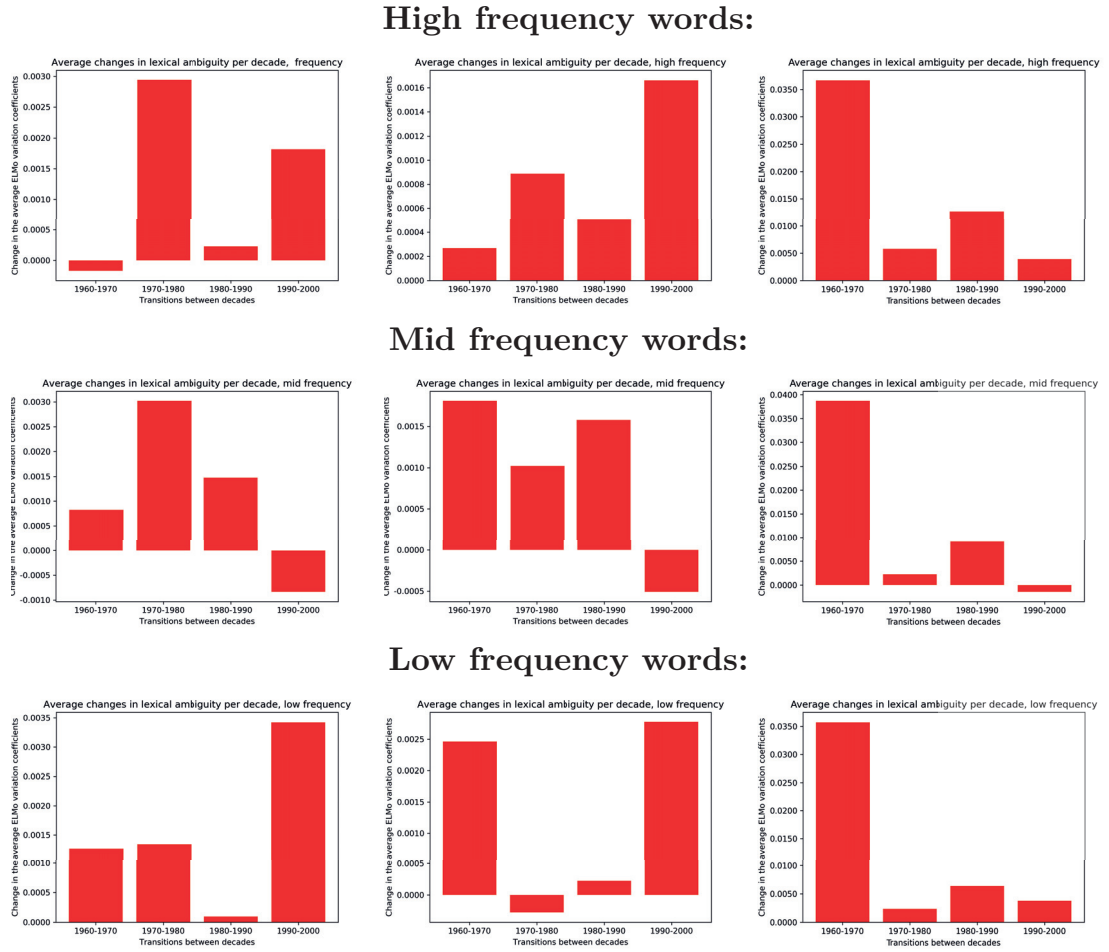 High frequency words:
Average changes in lexical ambiguity per decade, frequency
Change in the average ELMo variation coefficients
0.0030
0.0025
0.0020
0.0015
0.0010
0.0005
0.0000
1960-1970 1970-1980 1980-1990 1990-2000
Transitions between decades
Average changes in lexical ambiguity per decade, high frequency
Change in the average ELMo variation coefficients
0.0016
0.0014
0.0012
0.0010
0.0008
0.0006
0.0004
0.0002
0.0000
1960-1970 1970-1980 1980-1990 1990-2000
Transitions between decades
Average changes in lexical ambiguity per decade, high frequency
Change in the average ELMo variation coefficients
0.0350
0.0300
0.0250
0.0200
0.0150
0.0100
0.0050
0.0000
1960-1970 1970-1980 1980-1990 1990-2000
Transitions between decades
Mid frequency words:
Average changes in lexical ambiguity per decade, mid frequency
Change in the average ELMo variation coefficients
0.0030
0.0025
0.0020
0.0015
0.0010
0.0005
0.0000
-0.0005
-0.0010
1960-1970 1970-1980 1980-1990 1990-2000
Transitions between decades
Average changes in lexical ambiguity per decade, mid frequency
Change in the average ELMo variation coefficients
0.0015
0.0010
0.0005
0.0000
-0.0005
1960-1970 1970-1980 1980-1990 1990-2000
Transitions between decades
Average changes in lexical ambiguity per decade, mid frequency
Change in the average ELMo variation coefficients
0.0400
0.0350
0.0300
0.0250
0.0200
0.0150
0.0100
0.0050
0.0000
1960-1970 1970-1980 1980-1990 1990-2000
Transitions between decades
Low frequency words:
Average changes in lexical ambiguity per decade, low frequency
Change in the average ELMo variation coefficients
0.0035
0.0030
0.0025
0.0020
0.0015
0.0010
0.0005
0.0000
1960-1970 1970-1980 1980-1990 1990-2000
Transitions between decades
Average changes in lexical ambiguity per decade, low frequency
Change in the average ELMo variation coefficients
0.0025
0.0020
0.0015
0.0010
0.0005
0.0000
1960-1970 1970-1980 1980-1990 1990-2000
Transitions between decades
Average changes in lexical ambiguity per decade, low frequency
Change in the average ELMo variation coefficients
0.0350
0.0300
0.0250
0.0200
0.0150
0.0100
0.0050
0.0000
1960-1970 1970-1980 1980-1990 1990-2000
Transitions between decades